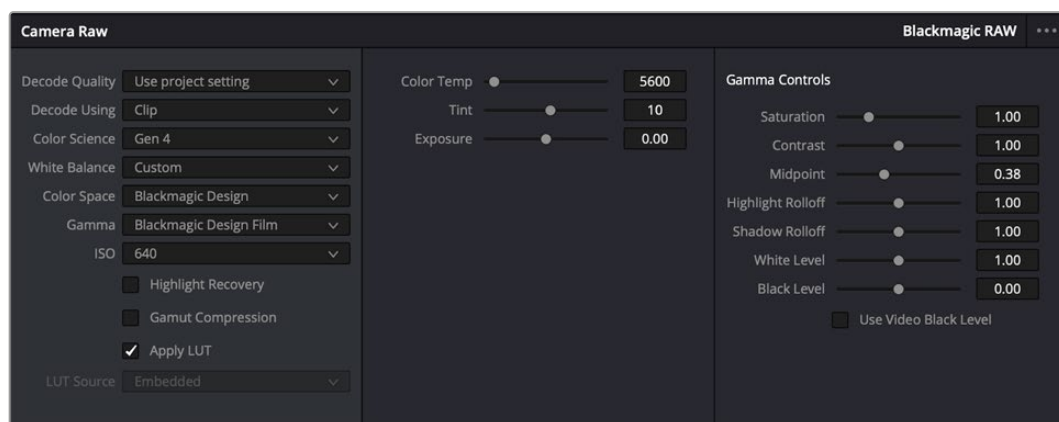 Camera Raw
Blackmagic RAW
Decode Quality Use project setting
Decode Using Clip
Color Science Gen 4
White Balance Custom
Color Space Blackmagic Design
Gamma Blackmagic Design Film
ISO 640
Highlight Recovery
Gamut Compression
Apply LUT
LUT Source Embedded
Color Temp 5600
Tint 10
Exposure 0.00
Gamma Controls
Saturation 1.00
Contrast 1.00
Midpoint 0.38
Highlight Rolloff 1.00
Shadow Rolloff 1.00
White Level 1.00
Black Level 0.00
Use Video Black Level